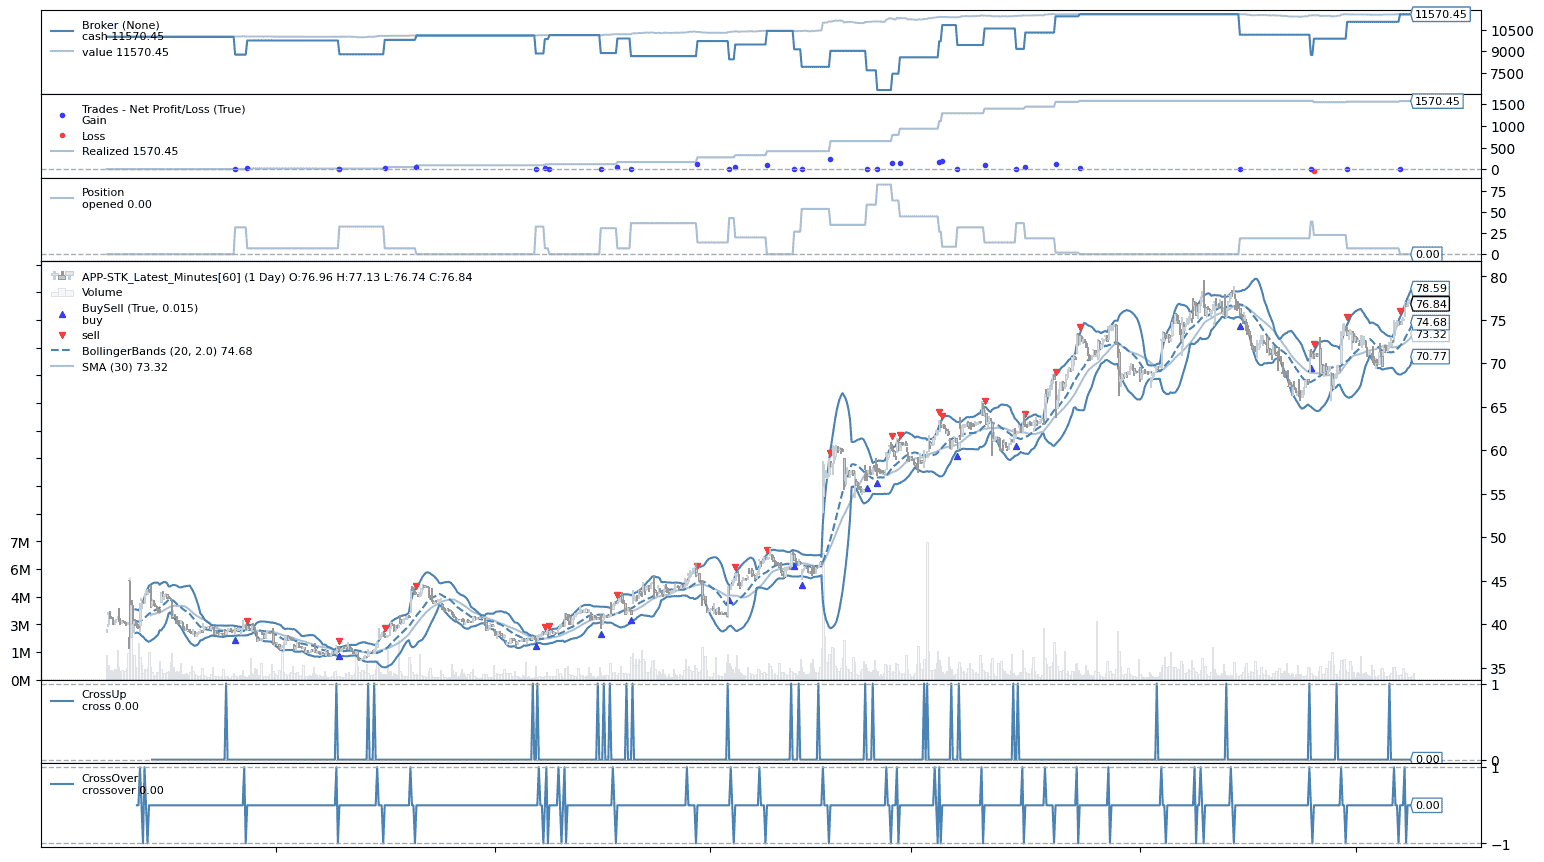 Broker (None)
cash 11570.45
value 11570.45
11570.45
10500
9000
7500
Trades - Net Profit/Loss (True)
Gain
Loss
Realized 1570.45
1570.45
1500
1000
500
0
Position
opened 0.00
75
50
25
0
0.00
APP-STK_Latest_Minutes[60] (1 Day) O:76.96 H:77.13 L:76.74 C:76.84
Volume
BuySell (True, 0.015)
buy
sell
BollingerBands (20, 2.0) 74.68
SMA (30) 73.32
80
78.59
76.84
75
74.68
73.32
70.77
70
65
60
55
50
45
40
35
7M
6M
4M
3M
1M
0M
CrossUp
cross 0.00
1
0.00
0
CrossOver
crossover 0.00
1
0.00
−1